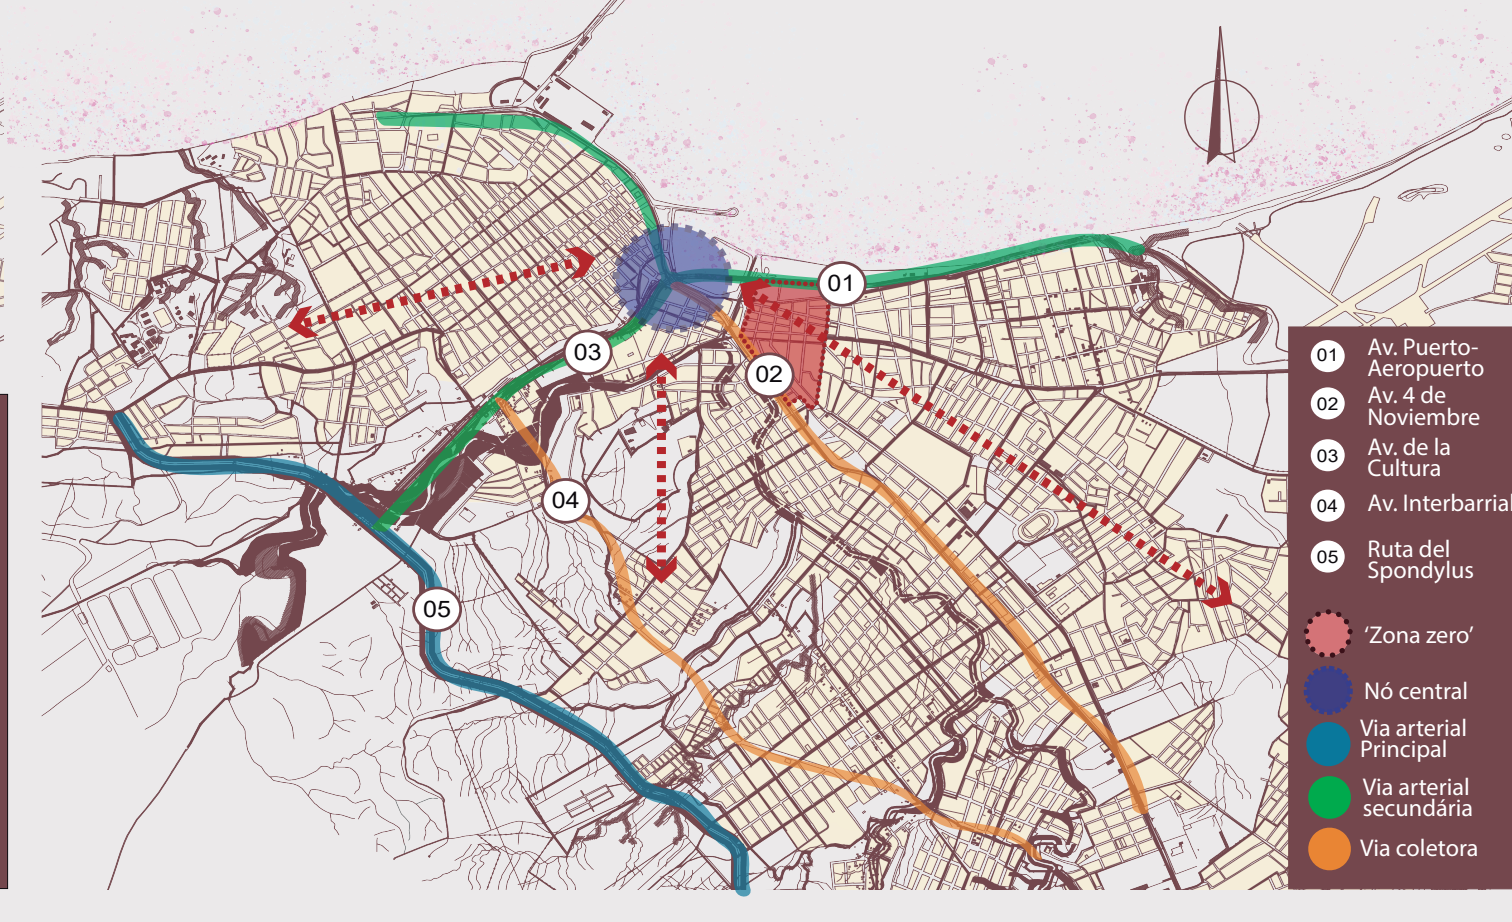 01
03
02
04
05
01 Av. Puerto-
Aeropuerto
02 Av. 4 de
Noviembre
03 Av. de la
Cultura
04 Av. Interbarrial
05 Ruta del
Spondylus
‘Zona zero’
Nó central
Via arterial
Principal
Via arterial
secundária
Via coletora